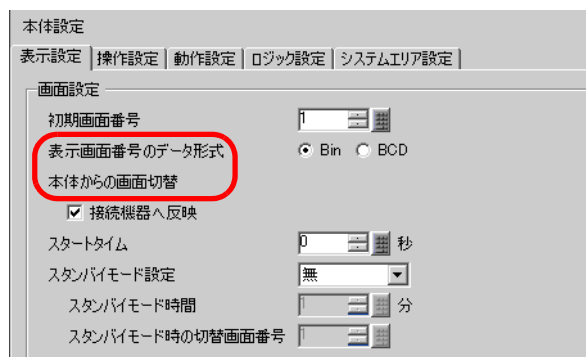 本体設定
表示設定 操作設定 動作設定 ロジック設定 システムエリア設定
画面設定
初期画面番号 1
表示画面番号のデータ形式 Bin BCD
本体からの画面切替
接続機器へ反映
スタートタイム 0 秒
スタンバイモード設定 無
スタンバイモード時間 1 分
スタンバイモード時の切替画面番号 1